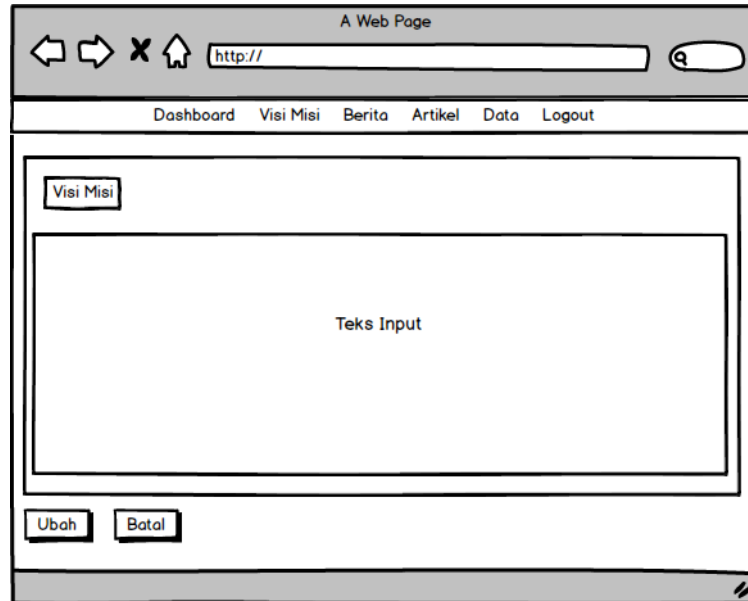 A Web Page
http://
Dashboard Visi Misi Berita Artikel Data Logout
Visi Misi
Teks Input
Ubah Batal